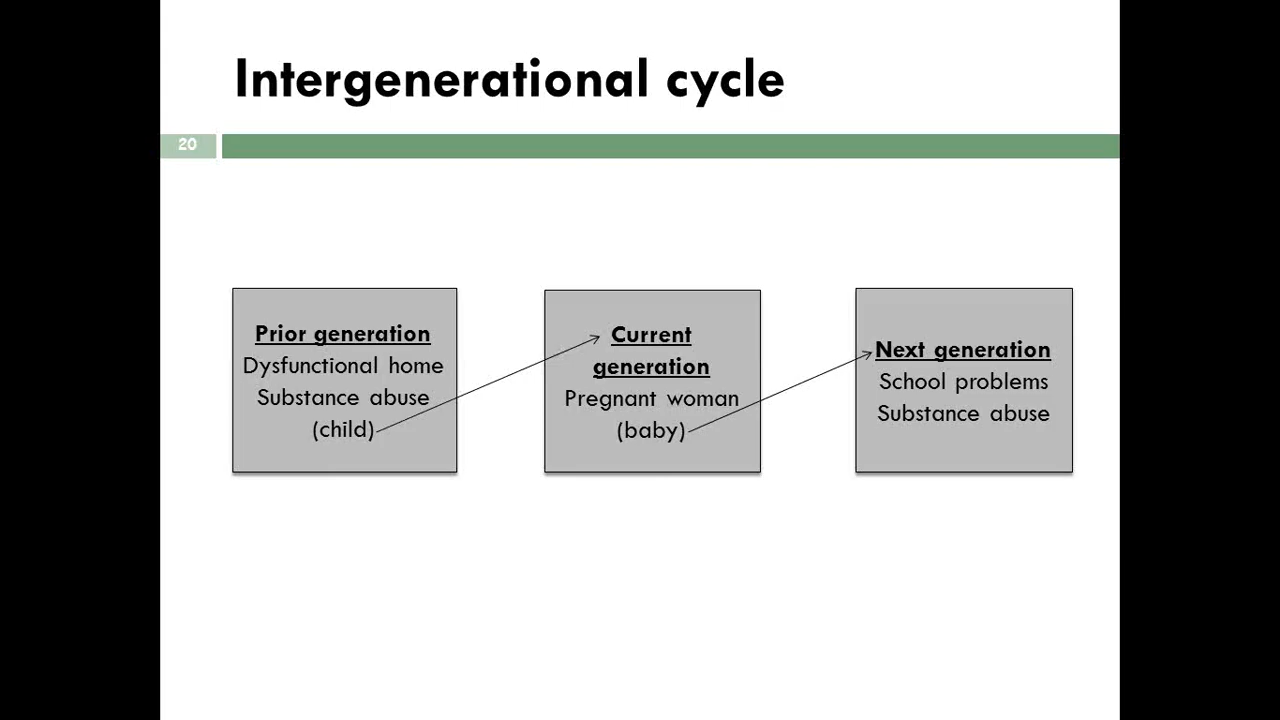 Intergenerational cycle
20
Prior generation
Dysfunctional home
Substance abuse
(child)
Current
generation
Pregnant woman
(baby)
Next generation
School problems
Substance abuse